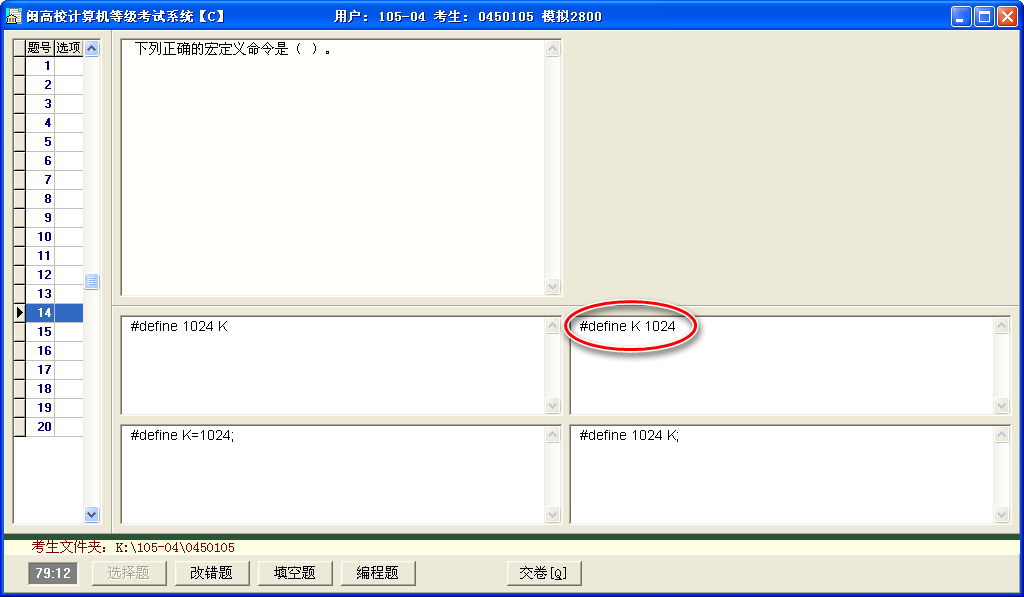 闽高校计算机等级考试系统【C】 用户: 105-04 考生: 0450105 模拟2800
题号 选项
1
2
3
4
5
6
7
8
9
10
11
12
13
14
15
16
17
18
19
20
下列正确的宏定义命令是（ ）。
#define 1024 K
#define K 1024
#define K=1024;
#define 1024 K;
考生文件夹: K:\105-04\0450105
79:12 选择题 改错题 填空题 编程题 交卷[Q]